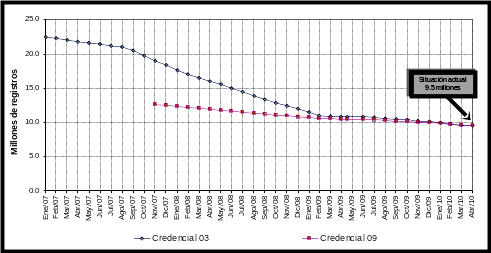 Millones de registros
25.0
20.0
15.0
10.0
5.0
0.0
Situación actual
9.5 millones
Ene/07
Feb/07
Mar/07
Abr/07
May/07
Jun/07
Jul/07
Ago/07
Sep/07
Oct/07
Nov/07
Dic/07
Ene/08
Feb/08
Mar/08
Abr/08
May/08
Jun/08
Jul/08
Ago/08
Sep/08
Oct/08
Nov/08
Dic/08
Ene/09
Feb/09
Mar/09
Abr/09
May/09
Jun/09
Jul/09
Ago/09
Sep/09
Oct/09
Nov/09
Dic/09
Ene/10
Feb/10
Mar/10
Abr/10
Credencial 03
Credencial 09